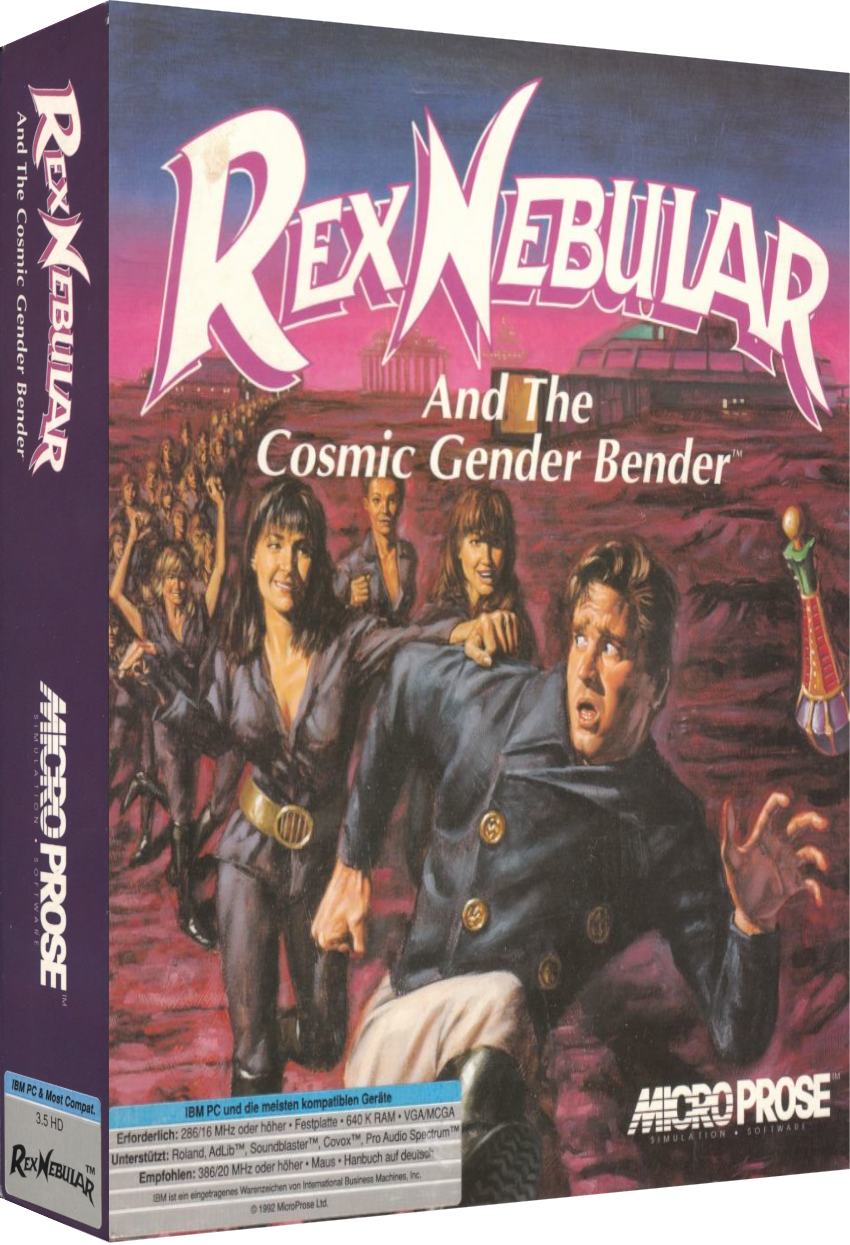 REX NEBULAR
And The Cosmic Gender Bender
MICRO PROSE™
SIMULATION • SOFTWARE
IBM PC & Most Compat.
3.5 HD
REX NEBULAR™
REX NEBULAR
And The
Cosmic Gender Bender™
IBM PC und die meisten kompatiblen Geräte
Erforderlich: 286/16 MHz oder höher • Festplatte • 640 K RAM • VGA/MCGA
Unterstützt: Roland, AdLib™, Soundblaster™, Covox™, Pro Audio Spectrum™
Empfohlen: 386/20 MHz oder höher • Maus • Hanbuch auf deutsch
IBM ist ein eingetragenes Warenzeichen von International Business Machines, Inc.
© 1992 MicroProse Ltd.
MICRO PROSE™
SIMULATION • SOFTWARE